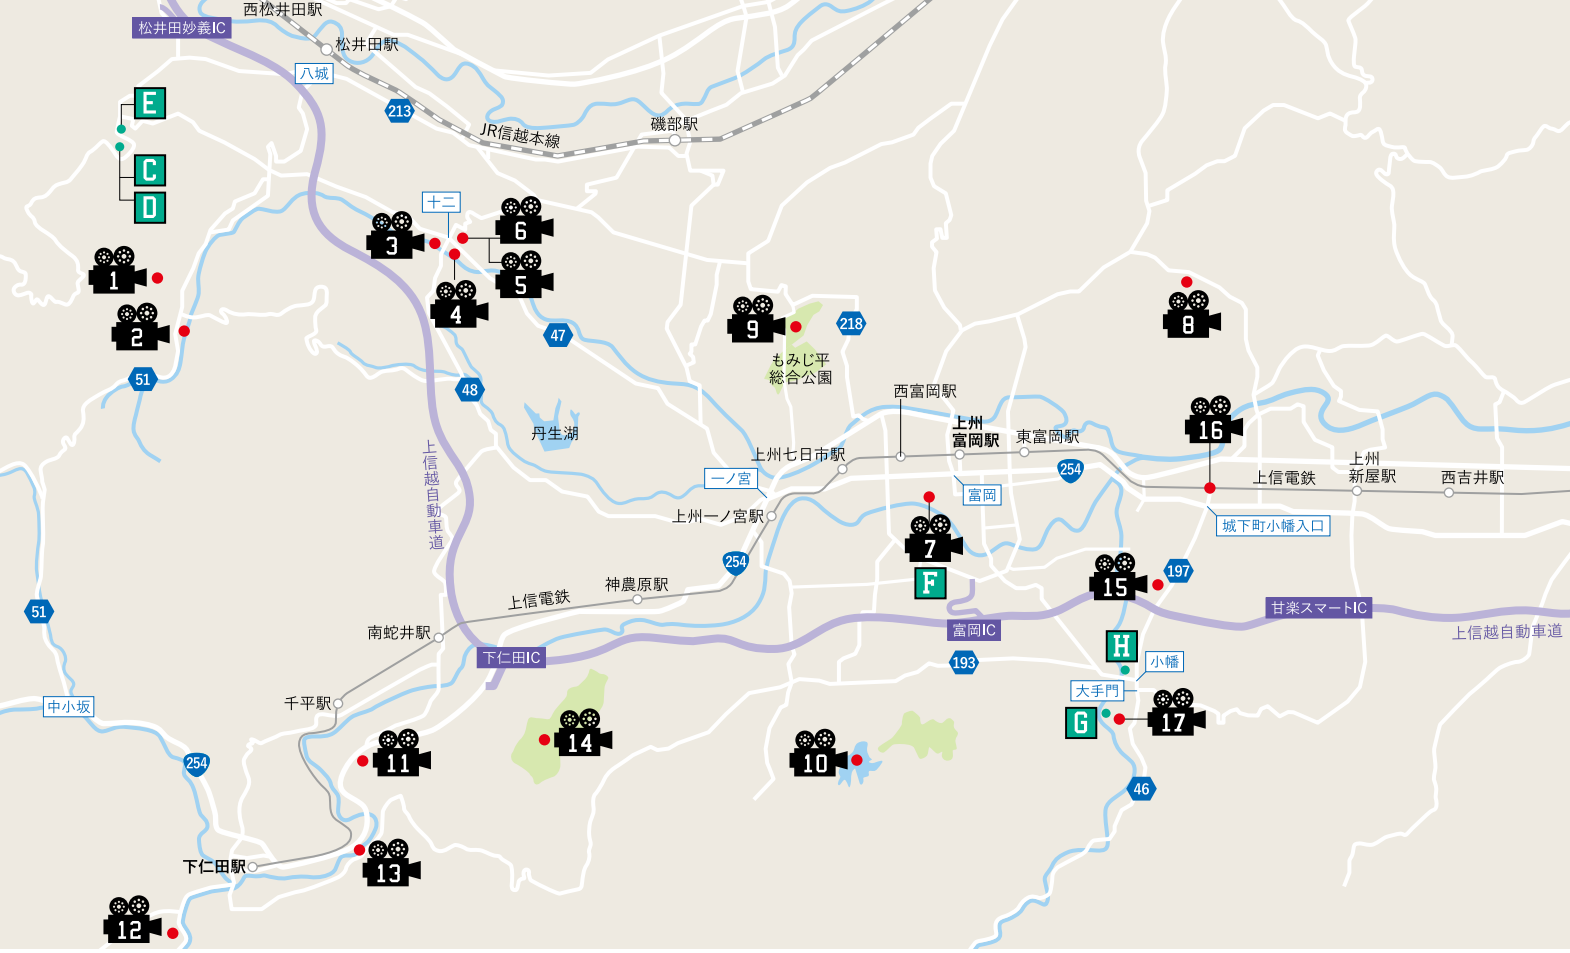 西松井田駅
松井田妙義IC
松井田駅
八城
E
213
磯部駅
JR信越本線
C
D
十二
6
3
1
5
4
2
9
218
8
47
もみじ平
総合公園
51
48
西富岡駅
丹生湖
上州
富岡駅
東富岡駅
16
上州七日市駅
上信越自動車道
254
一ノ宮
富岡
上信電鉄
上州
新屋駅
西吉井駅
上州一ノ宮駅
城下町小幡入口
7
254
15
197
F
神農原駅
上信電鉄
51
甘楽スマートIC
南蛇井駅
富岡IC
上信越自動車道
H
下仁田IC
193
小幡
大手門
千平駅
中小坂
G
17
14
11
10
254
46
下仁田駅
13
12